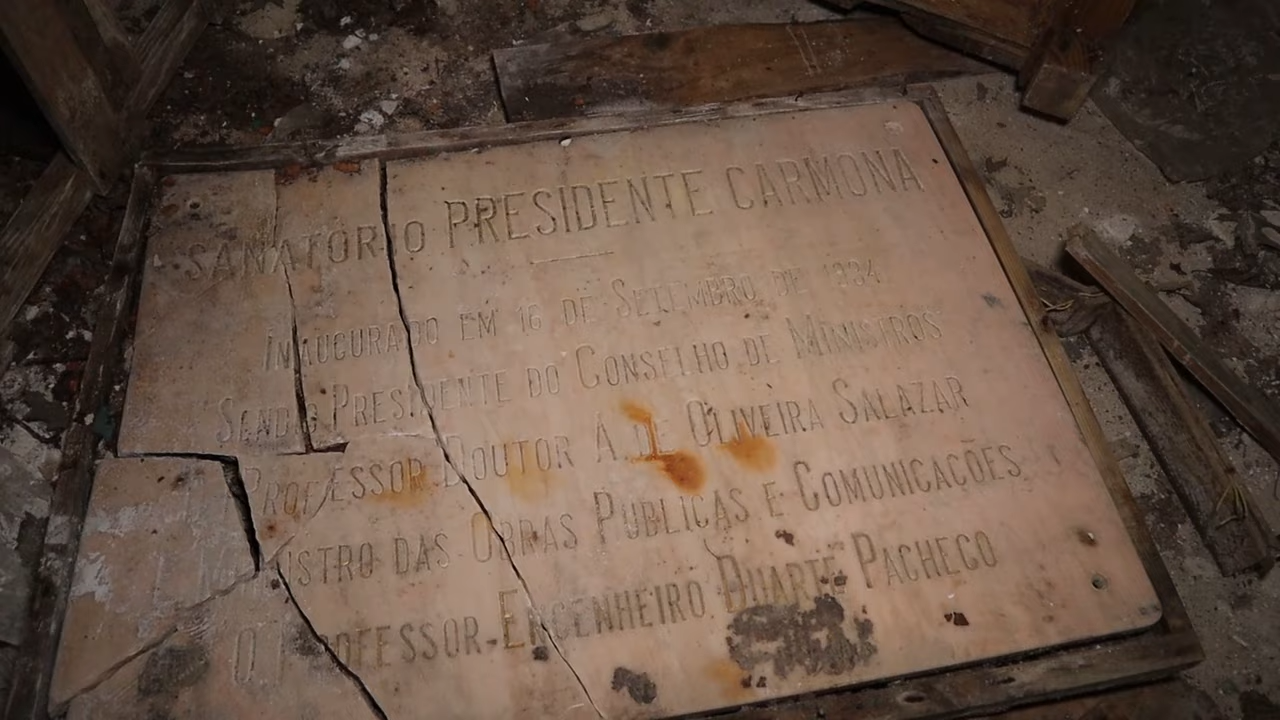 SANATÓRIO PRESIDENTE CARMONA
INAUGURADO EM 16 DE SETEMBRO DE 1934
SENDO PRESIDENTE DO CONSELHO DE MINISTROS
O PROFESSOR DOUTOR A. DE OLIVEIRA SALAZAR
E MINISTRO DAS OBRAS PUBLICAS E COMUNICAÇÕES
O PROFESSOR-ENGENHEIRO DUARTE PACHECO